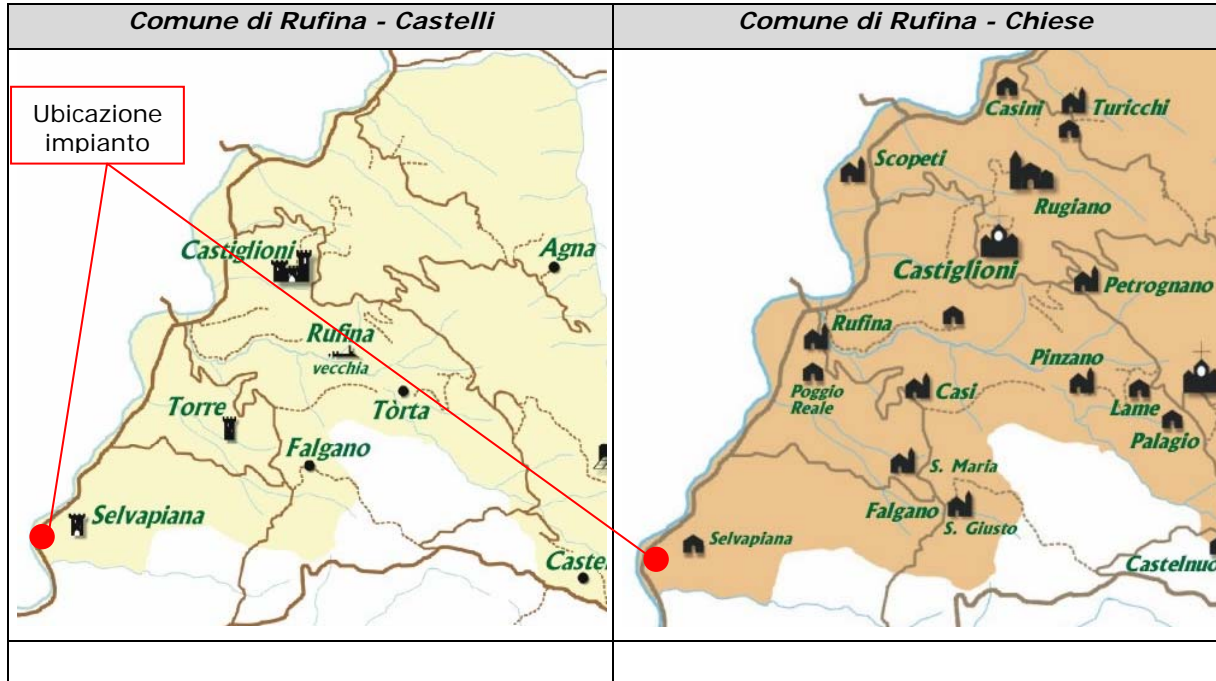 Comune di Rufina - Castelli
Comune di Rufina - Chiese
Ubicazione
impianto
Castiglioni
Agna
Rufina
vecchia
Tòrta
Torre
Falgano
Selvapiana
Castel
Casini
Turicchi
Scopeti
Rugiano
Castiglioni
Petrognano
Rufina
Pinzano
Poggio
Reale
Casi
Lame
Palagio
S. Maria
Falgano
S. Giusto
Selvapiana
Castelnuo